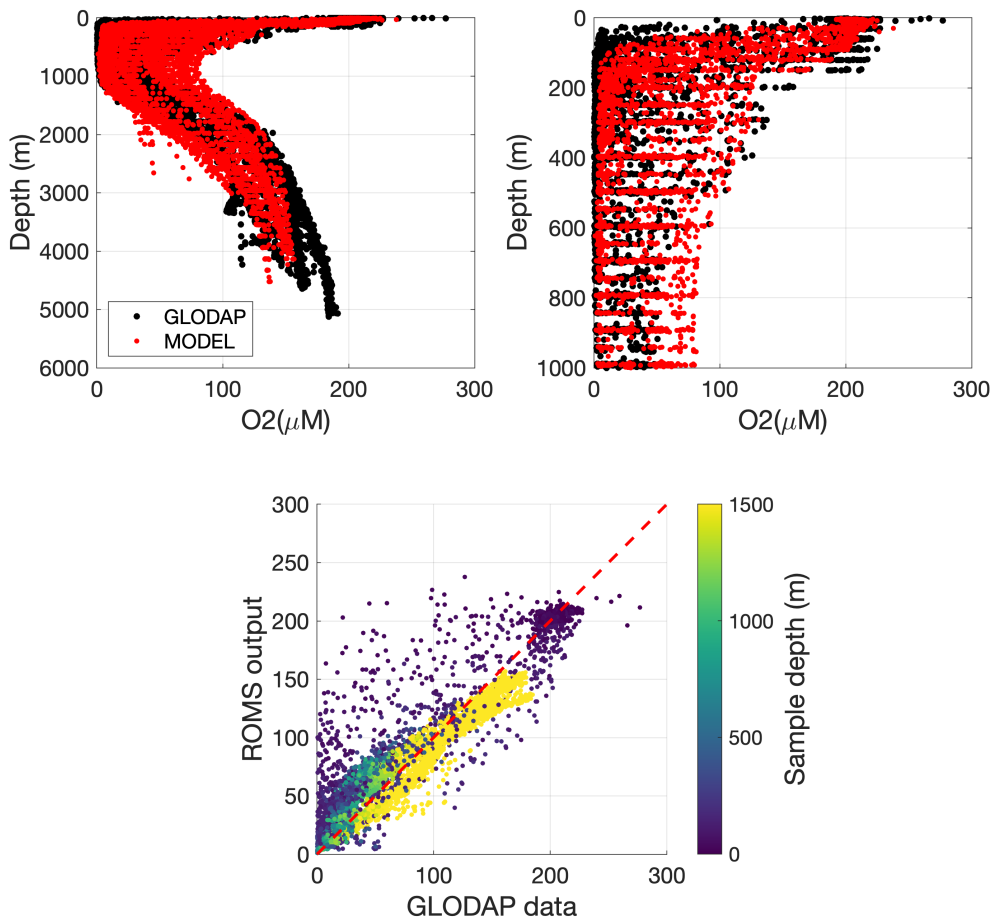 0
1000
2000
3000
4000
5000
6000
Depth (m)
GLODAP
MODEL
0 100 200 300
O2(μM)
0
200
400
600
800
1000
Depth (m)
0 100 200 300
O2(μM)
300
250
200
150
100
50
0
ROMS output
0 100 200 300
GLODAP data
1500
1000
500
0
Sample depth (m)